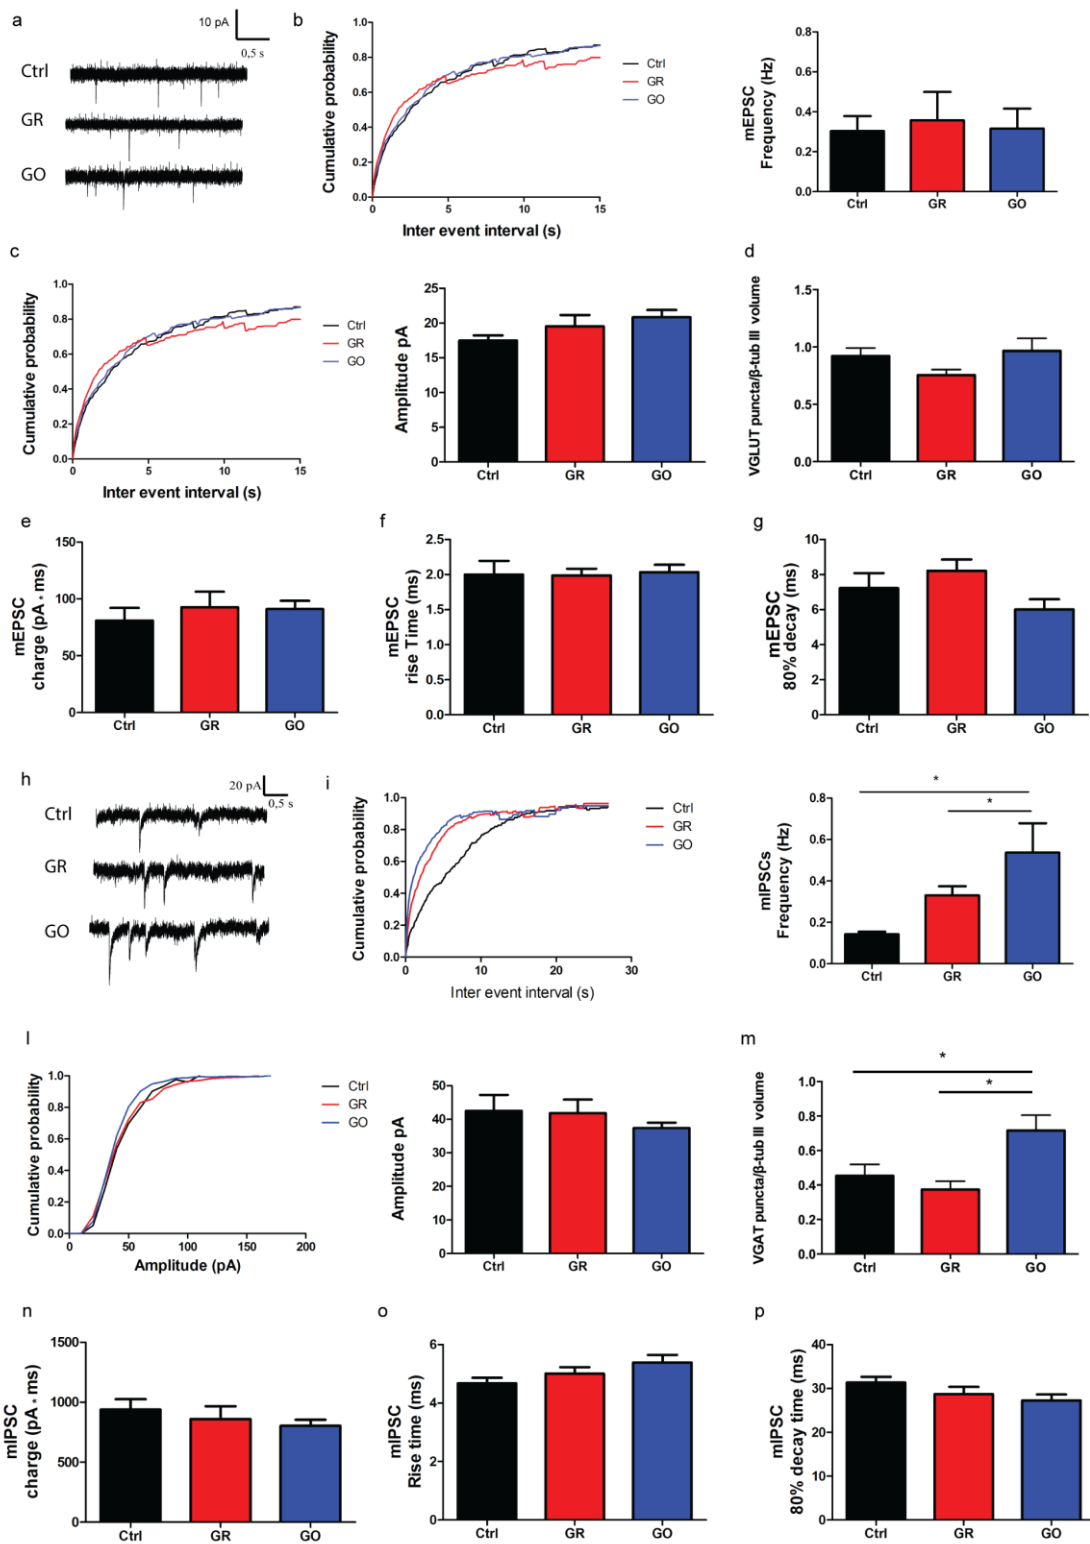 a
10 pA
0,5 s
Ctrl
GR
GO
b
Cumulative probability
1.0
0.8
0.6
0.4
0.2
0.0
0
5
10
15
Inter event interval (s)
Ctrl
GR
GO
mEPSC
Frequency (Hz)
0.8
0.6
0.4
0.2
0.0
Ctrl
GR
GO
c
Cumulative probability
1.0
0.8
0.6
0.4
0.2
0.0
0
5
10
15
Inter event interval (s)
Ctrl
GR
GO
Amplitude pA
25
20
15
10
5
0
Ctrl
GR
GO
d
VGLUT puncta/β-tub III volume
1.5
1.0
0.5
0.0
Ctrl
GR
GO
e
mEPSC
charge (pA • ms)
150
100
50
0
Ctrl
GR
GO
f
mEPSC
rise Time (ms)
2.5
2.0
1.5
1.0
0.5
0.0
Ctrl
GR
GO
g
mEPSC
80% decay (ms)
10
8
6
4
2
0
Ctrl
GR
GO
h
20 pA
0,5 s
Ctrl
GR
GO
i
Cumulative probability
1.0
0.8
0.6
0.4
0.2
0.0
0
10
20
30
Inter event interval (s)
Ctrl
GR
GO
mIPSCs
Frequency (Hz)
0.8
0.6
0.4
0.2
0.0
*
*
Ctrl
GR
GO
l
Cumulative probability
1.0
0.8
0.6
0.4
0.2
0.0
0
50
100
150
200
Amplitude (pA)
Ctrl
GR
GO
Amplitude pA
50
40
30
20
10
0
Ctrl
GR
GO
m
VGAT puncta/β-tub III volume
1.0
0.8
0.6
0.4
0.2
0.0
*
*
Ctrl
GR
GO
n
mIPSC
charge (pA • ms)
1500
1000
500
0
Ctrl
GR
GO
o
mIPSC
Rise time (ms)
6
4
2
0
Ctrl
GR
GO
p
mIPSC
80% decay time (ms)
40
30
20
10
0
Ctrl
GR
GO